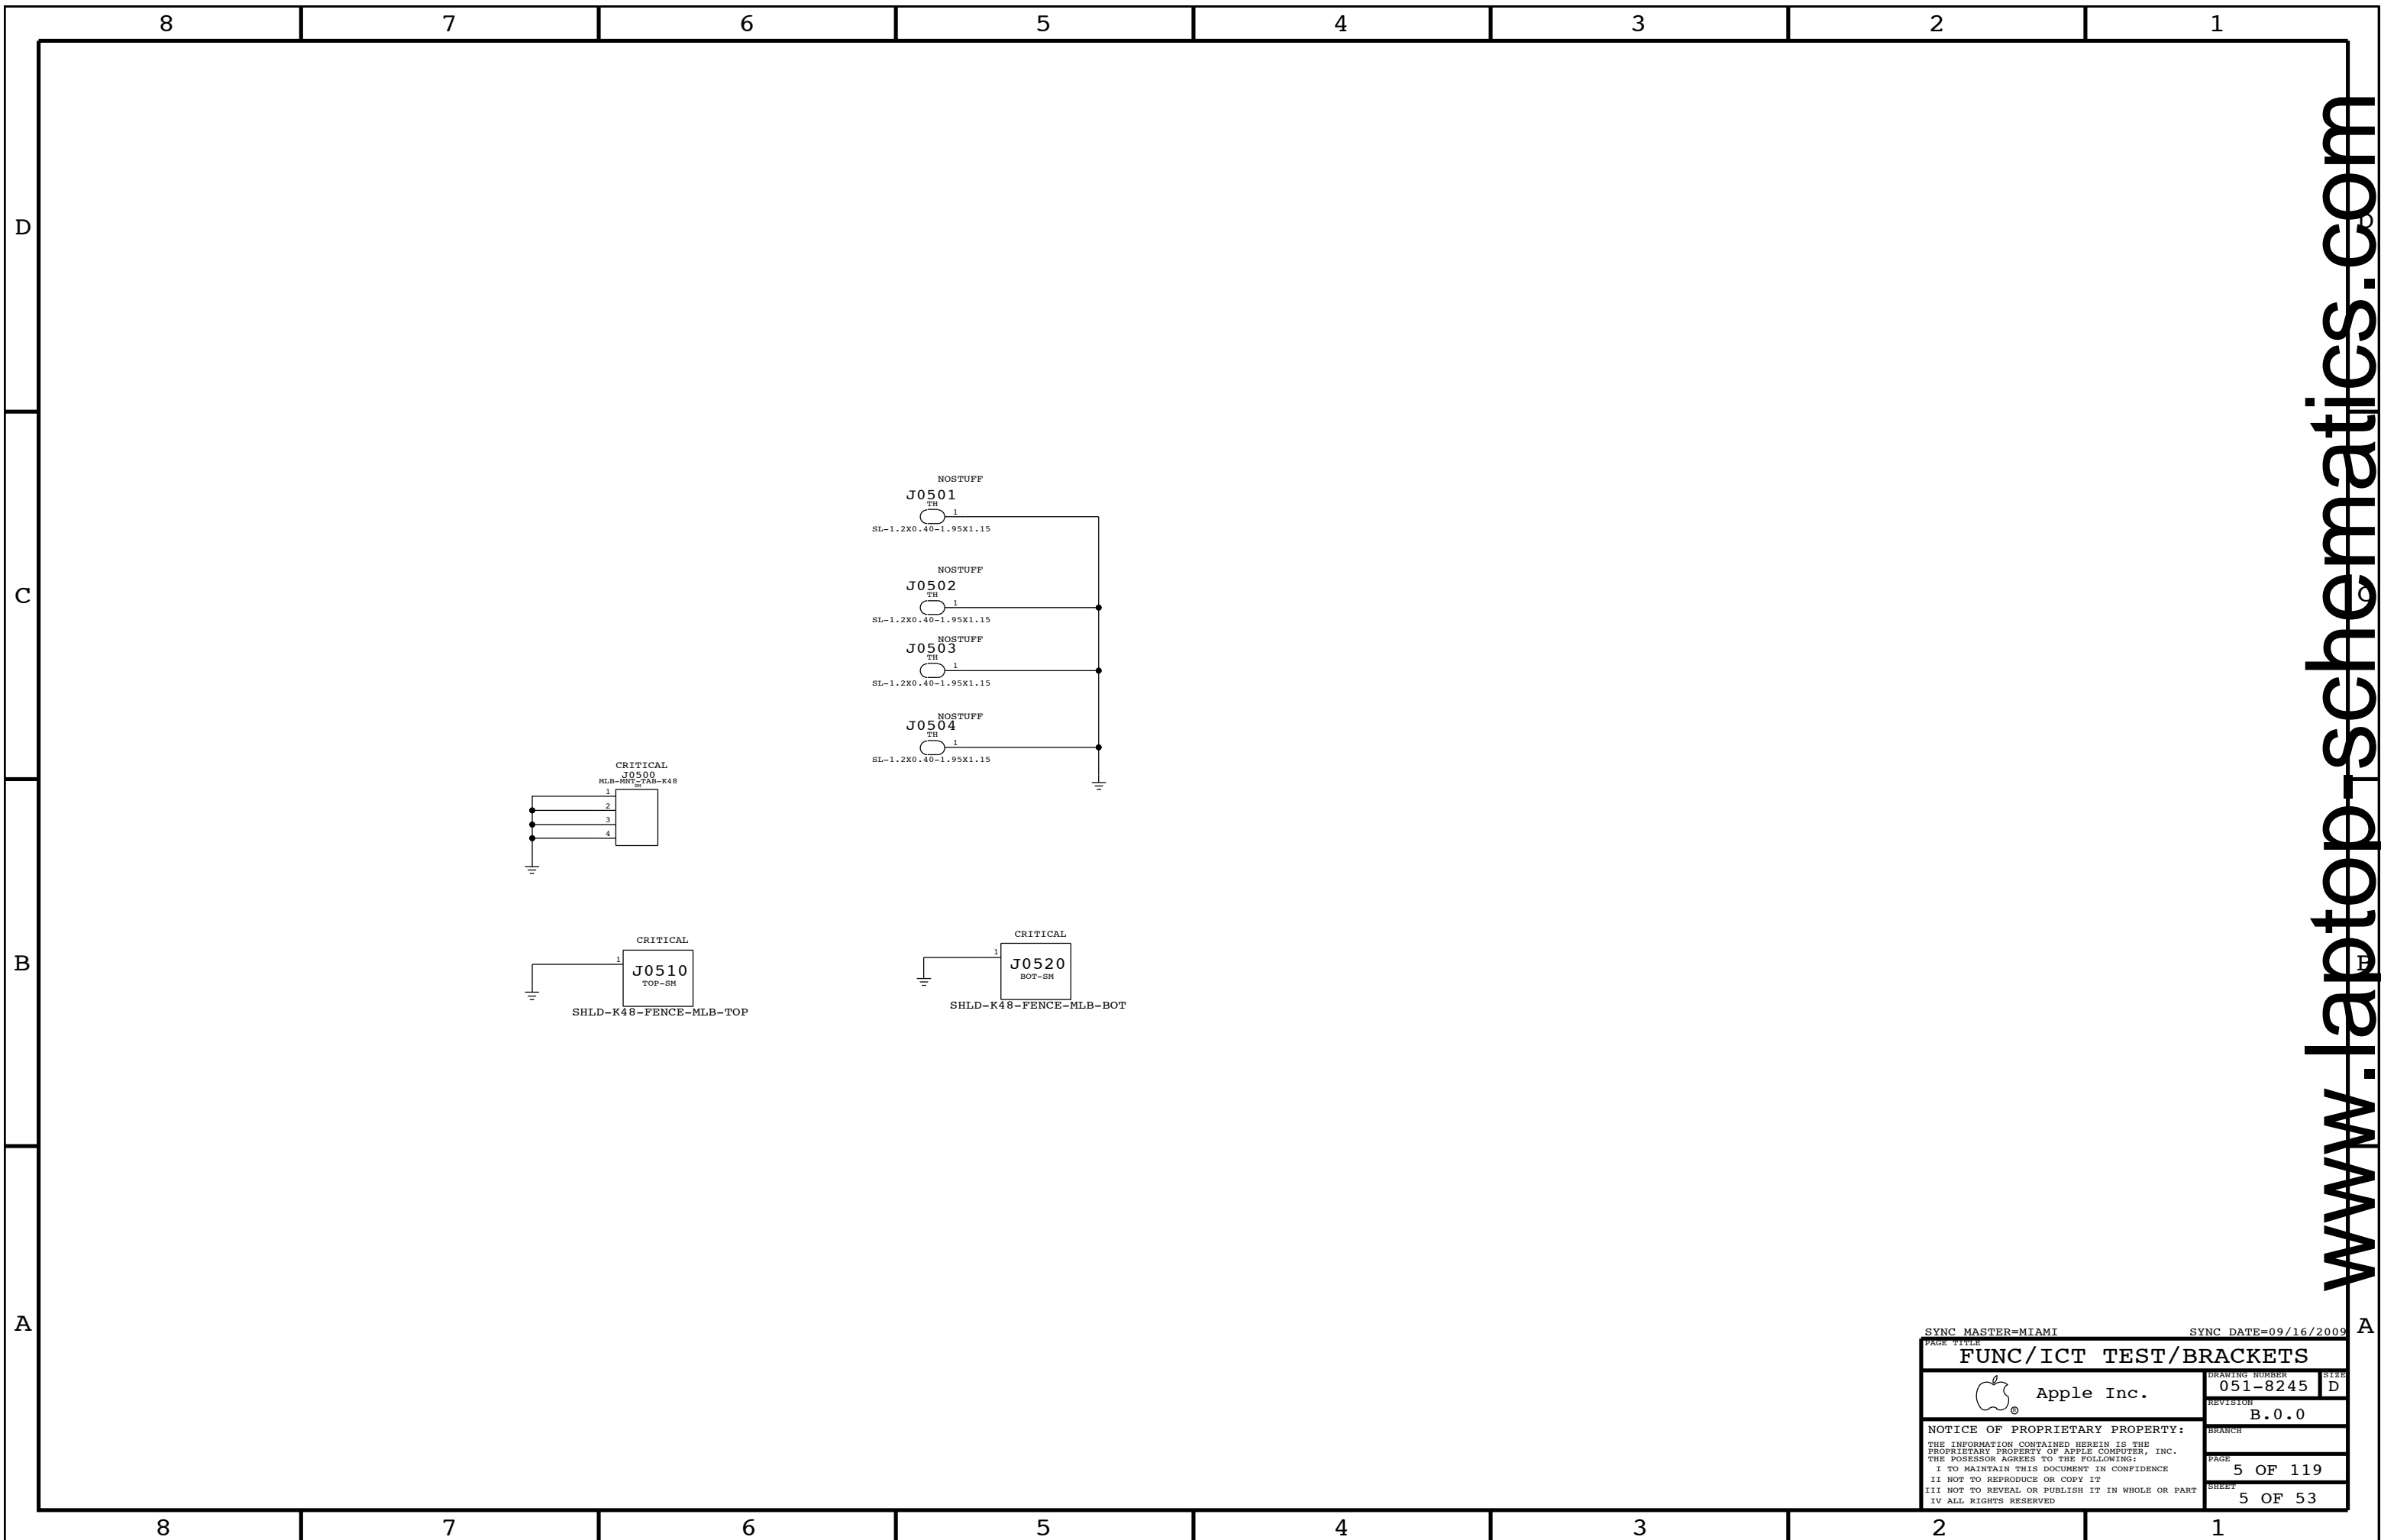 8 7 6 5 4 3 2 1
D
D
www.laptop-schematics.com
NOSTUFF
J0501
TH
1
SL-1.2X0.40-1.95X1.15
NOSTUFF
J0502
TH
1
SL-1.2X0.40-1.95X1.15
C
C
NOSTUFF
J0503
TH
1
SL-1.2X0.40-1.95X1.15
NOSTUFF
J0504
TH
1
SL-1.2X0.40-1.95X1.15
CRITICAL
J0500
MLB-MNT-TAB-K48
SM
1
2
3
4
B
B
CRITICAL
1
J0510
TOP-SM
SHLD-K48-FENCE-MLB-TOP
CRITICAL
1
J0520
BOT-SM
SHLD-K48-FENCE-MLB-BOT
A
A
SYNC MASTER=MIAMI SYNC DATE=09/16/2009
PAGE TITLE
FUNC/ICT TEST/BRACKETS
Apple Inc.
®
DRAWING NUMBER
051-8245
SIZE
D
REVISION
B.0.0
NOTICE OF PROPRIETARY PROPERTY:
THE INFORMATION CONTAINED HEREIN IS THE
PROPRIETARY PROPERTY OF APPLE COMPUTER, INC.
THE POSESSOR AGREES TO THE FOLLOWING:
I TO MAINTAIN THIS DOCUMENT IN CONFIDENCE
II NOT TO REPRODUCE OR COPY IT
III NOT TO REVEAL OR PUBLISH IT IN WHOLE OR PART
IV ALL RIGHTS RESERVED
BRANCH
PAGE
5 OF 119
SHEET
5 OF 53
8 7 6 5 4 3 2 1